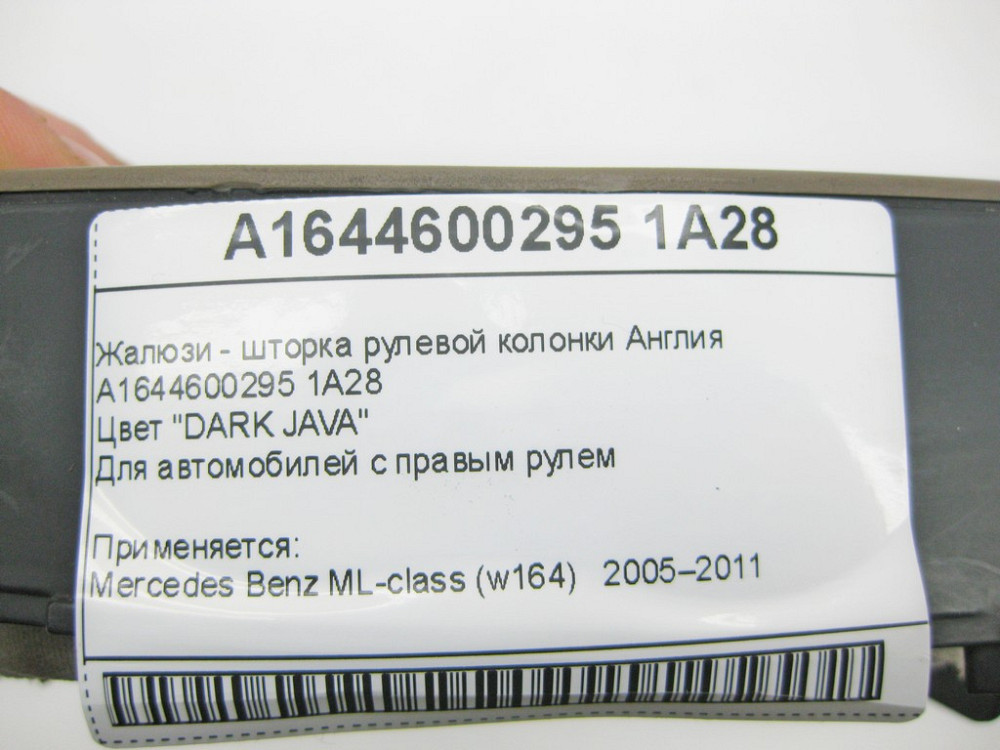 A1644600295 1A28
Жалюзи - шторка рулевой колонки Англия
A1644600295 1A28
Цвет "DARK JAVA"
Для автомобилей с правым рулем
Применяется:
Mercedes Benz ML-class (w164) 2005–2011